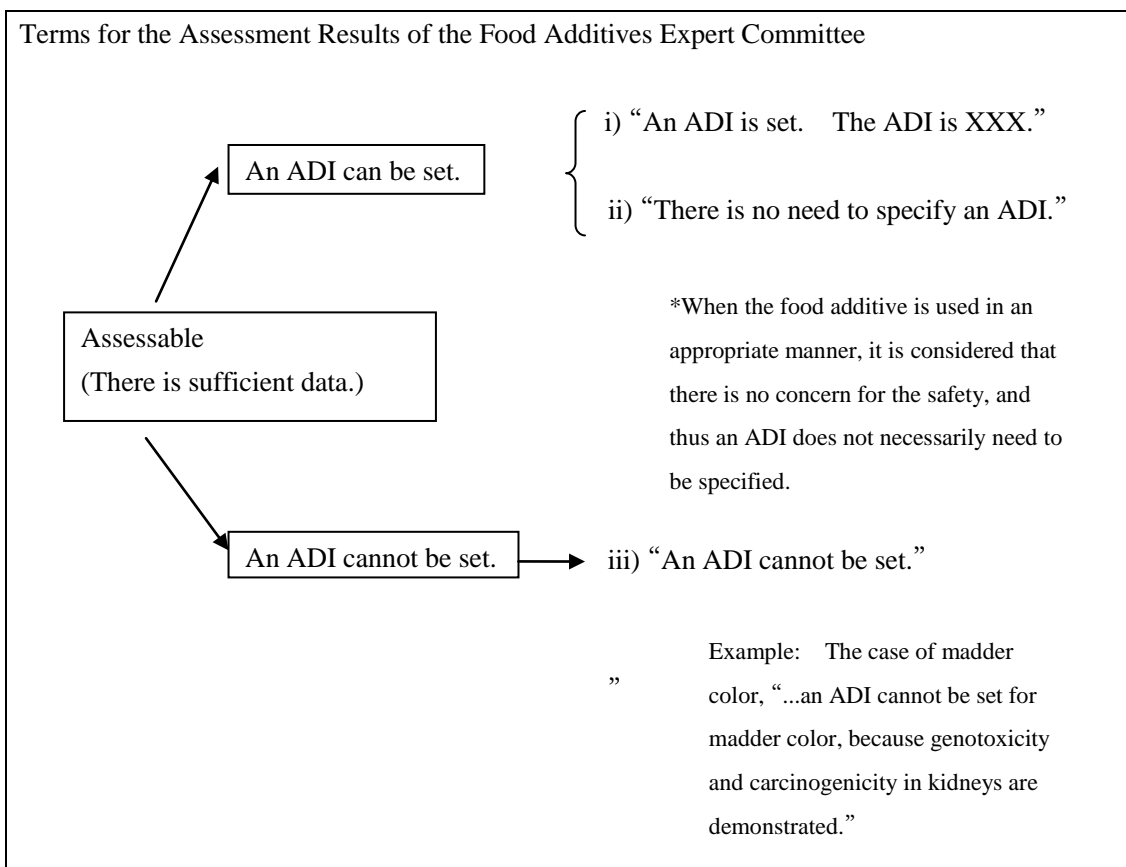 Terms for the Assessment Results of the Food Additives Expert Committee
i) “An ADI is set. The ADI is XXX.”
An ADI can be set.
ii) “There is no need to specify an ADI.”
*When the food additive is used in an
appropriate manner, it is considered that
there is no concern for the safety, and
thus an ADI does not necessarily need to
be specified.
Assessable
(There is sufficient data.)
An ADI cannot be set.
iii) “An ADI cannot be set.”
Example: The case of madder
color, “...an ADI cannot be set for
madder color, because genotoxicity
and carcinogenicity in kidneys are
demonstrated.”
”